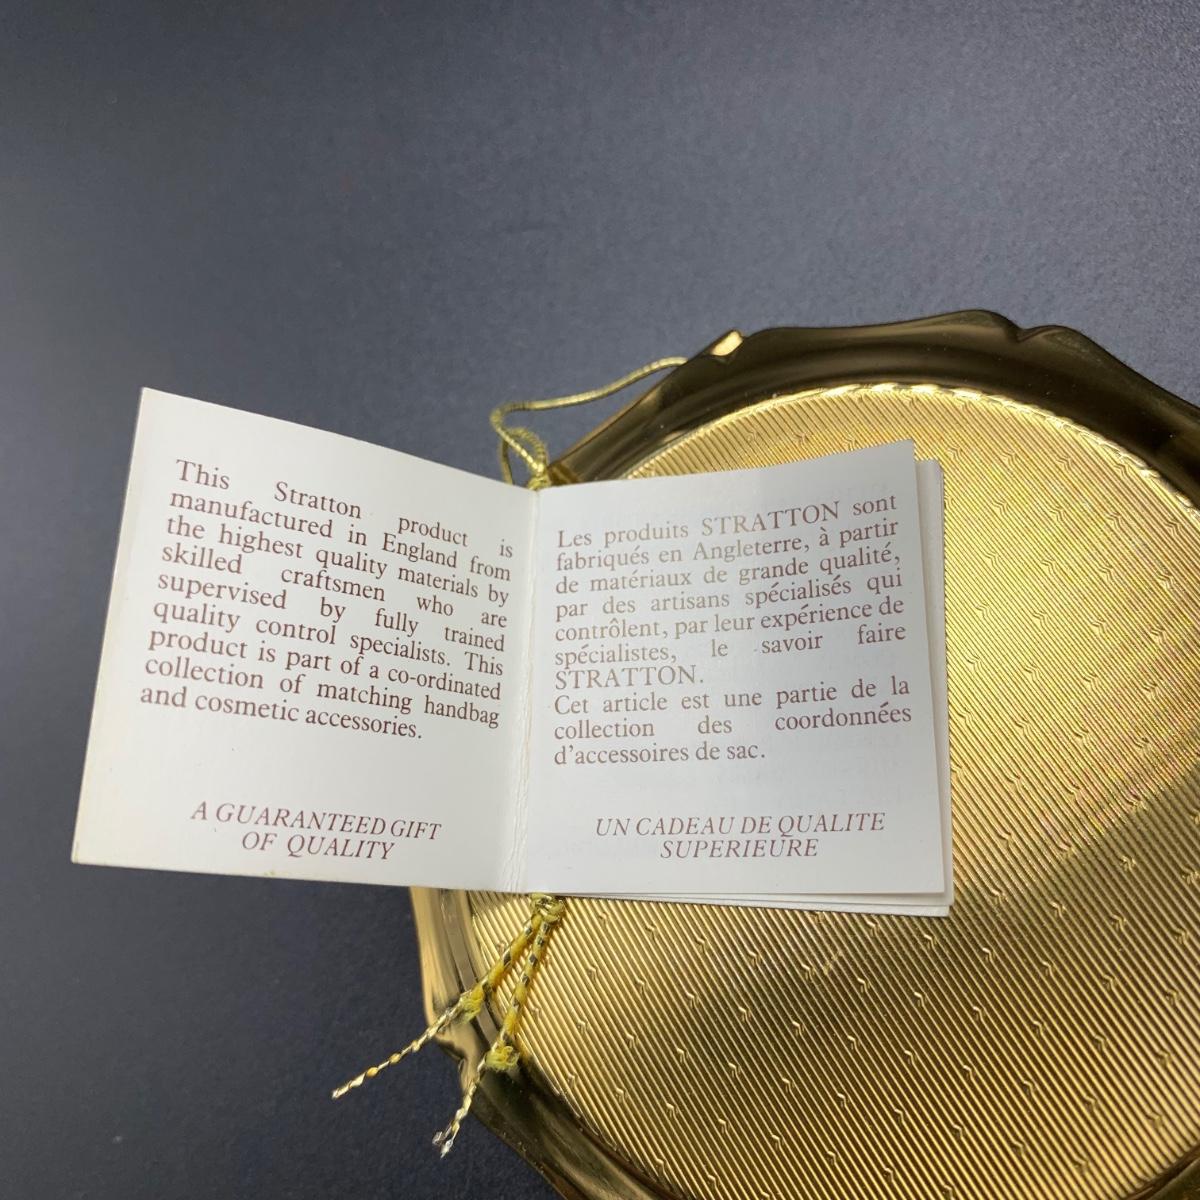 This Stratton product is
manufactured in England from
the highest quality materials by
skilled craftsmen who are
supervised by fully trained
quality control specialists. This
product is part of a co-ordinated
collection of matching handbag
and cosmetic accessories.
A GUARANTEED GIFT
OF QUALITY
Les produits STRATTON sont
fabriqués en Angleterre, à partir
de matériaux de grande qualité,
par des artisans spécialisés qui
contrôlent, par leur expérience de
spécialistes, le savoir faire
STRATTON.
Cet article est une partie de la
collection des coordonnées
d'accessoires de sac.
UN CADEAU DE QUALITE
SUPERIEURE